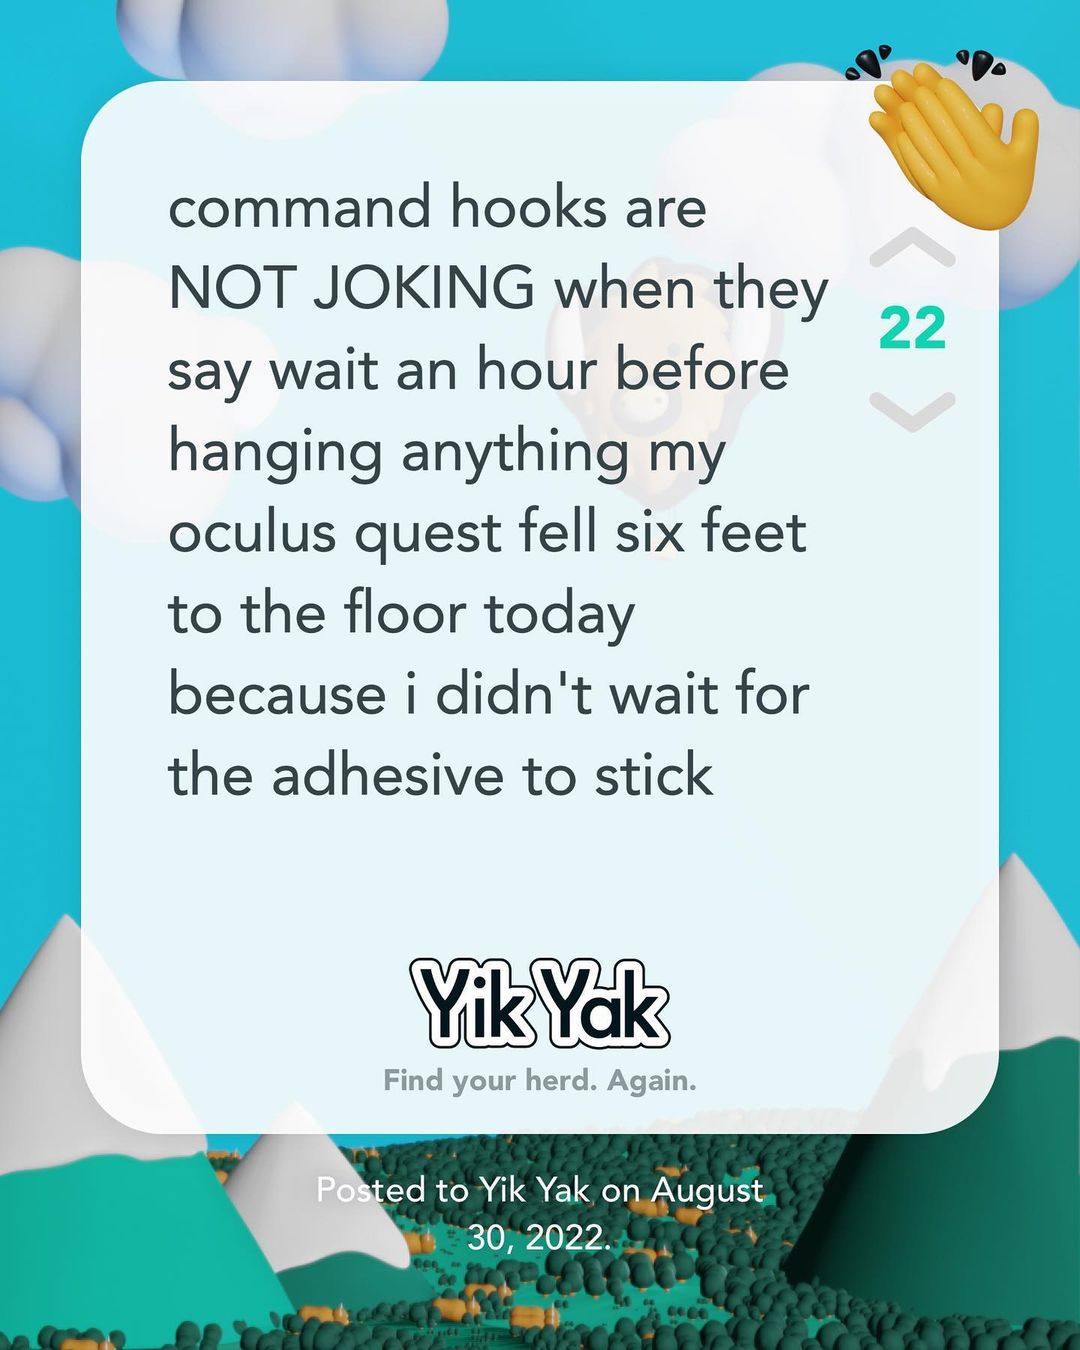 command hooks are
NOT JOKING when they
say wait an hour before
hanging anything my
oculus quest fell six feet
to the floor today
because i didn't wait for
the adhesive to stick
22
Yik Yak
Find your herd. Again.
Posted to Yik Yak on August
30, 2022.